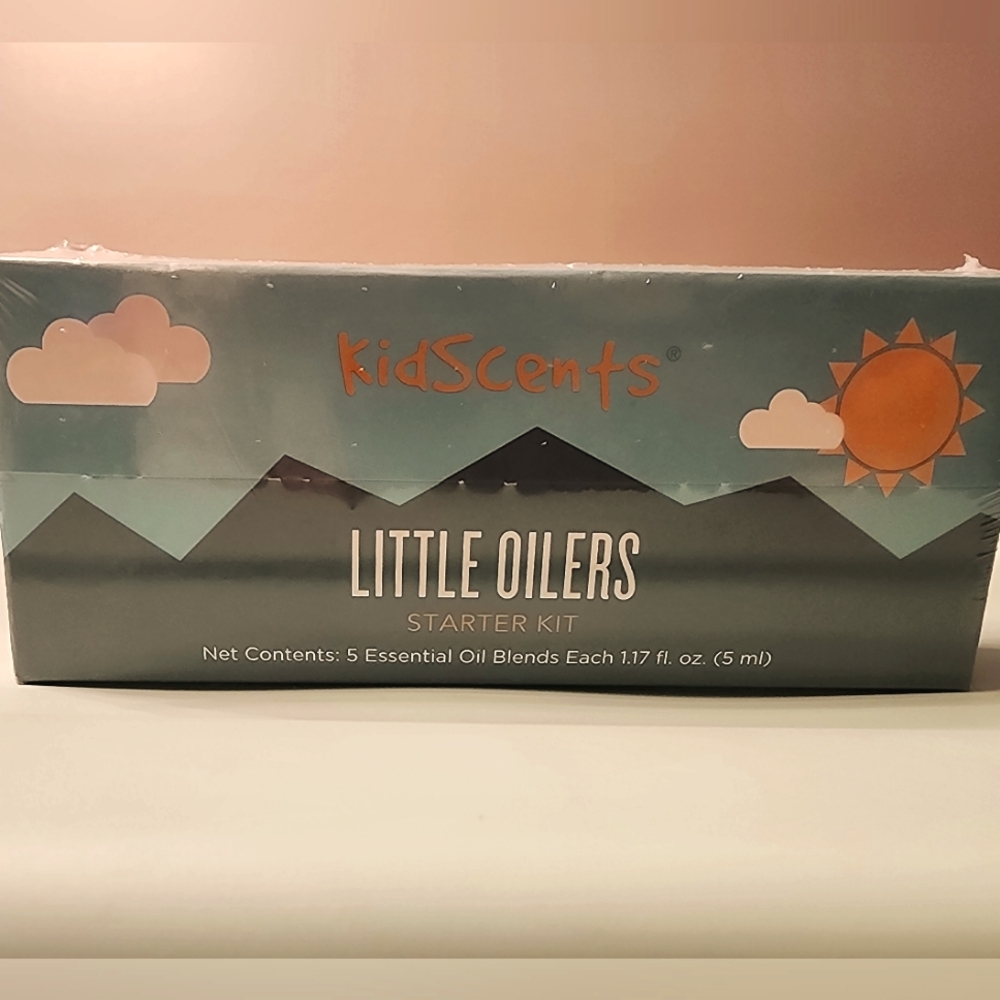 KidScents®
LITTLE OILERS
STARTER KIT
Net Contents: 5 Essential Oil Blends Each 1.17 fl. oz. (5 ml)